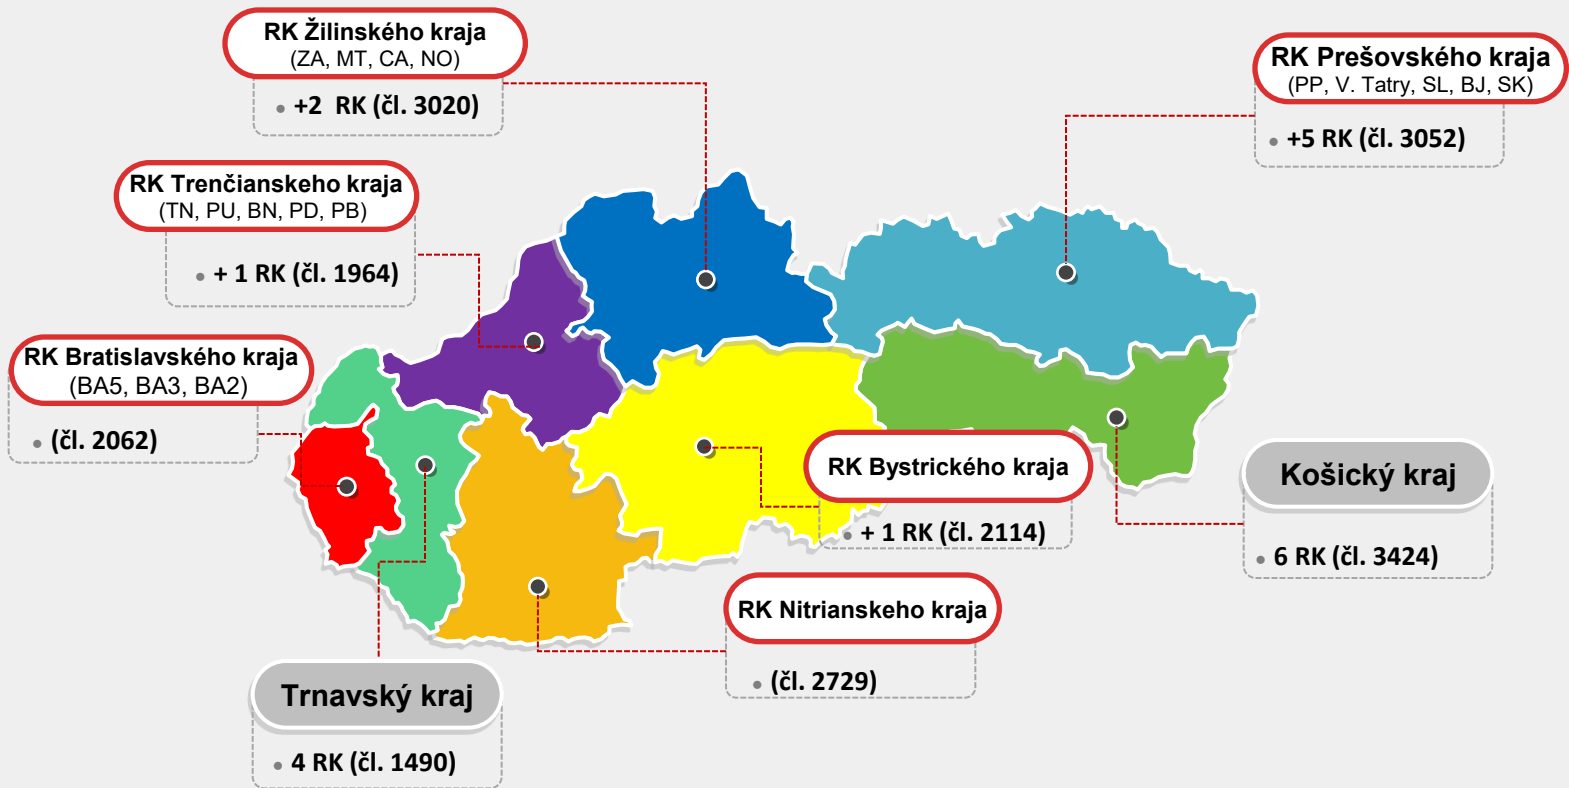 RK Žilinského kraja
(ZA, MT, CA, NO)
• +2 RK (čl. 3020)
RK Prešovského kraja
(PP, V. Tatry, SL, BJ, SK)
• +5 RK (čl. 3052)
RK Trenčianskeho kraja
(TN, PU, BN, PD, PB)
• + 1 RK (čl. 1964)
RK Bratislavského kraja
(BA5, BA3, BA2)
• (čl. 2062)
RK Bystrického kraja
• + 1 RK (čl. 2114)
Košický kraj
• 6 RK (čl. 3424)
RK Nitrianskeho kraja
• (čl. 2729)
Trnavský kraj
• 4 RK (čl. 1490)